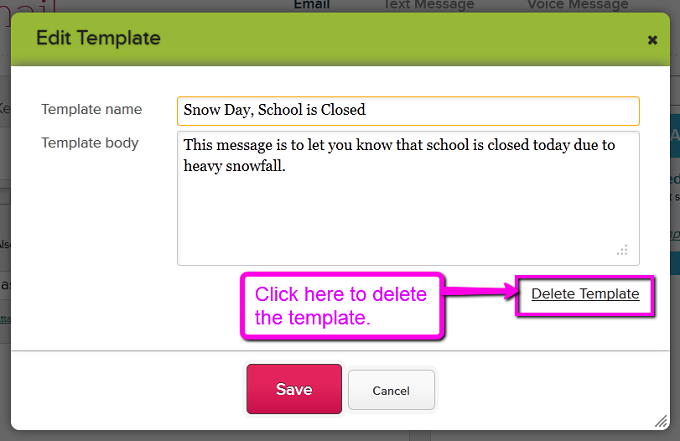 Email Text Message Voice Message
Edit Template
Template name
Snow Day, School is Closed
Template body
This message is to let you know that school is closed today due to
heavy snowfall.
Click here to delete
the template.
Delete Template
Save
Cancel